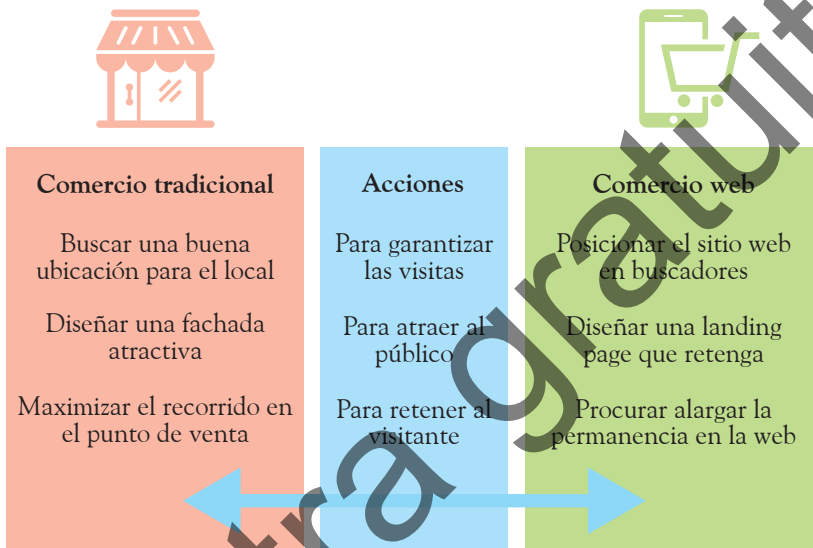 Comercio tradicional
Buscar una buena
ubicación para el local
Diseñar una fachada
atractiva
Maximizar el recorrido en
el punto de venta
Acciones
Para garantizar
las visitas
Para atraer al
público
Para retener al
visitante
Comercio web
Posicionar el sitio web
en buscadores
Diseñar una landing
page que retenga
Procurar alargar la
permanencia en la web
tra gratuit